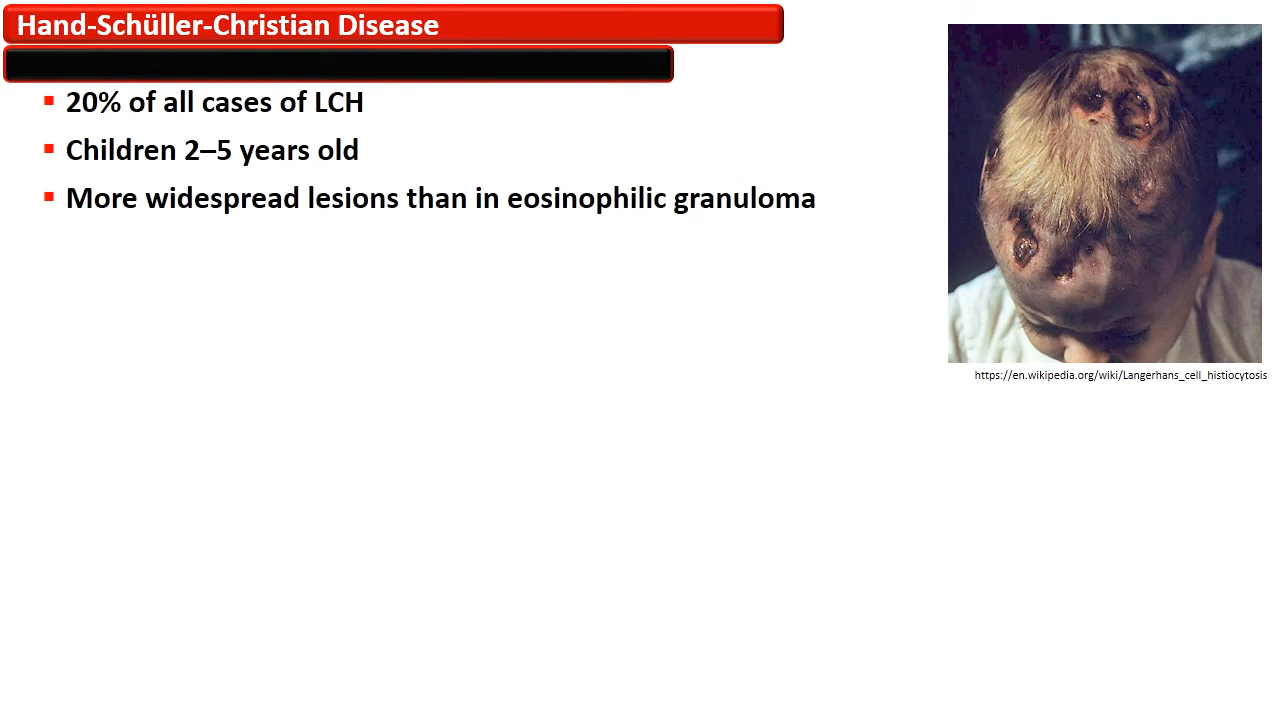 Hand-Schüller-Christian Disease
20% of all cases of LCH
Children 2–5 years old
More widespread lesions than in eosinophilic granuloma
https://en.wikipedia.org/wiki/Langerhans_cell_histiocytosis